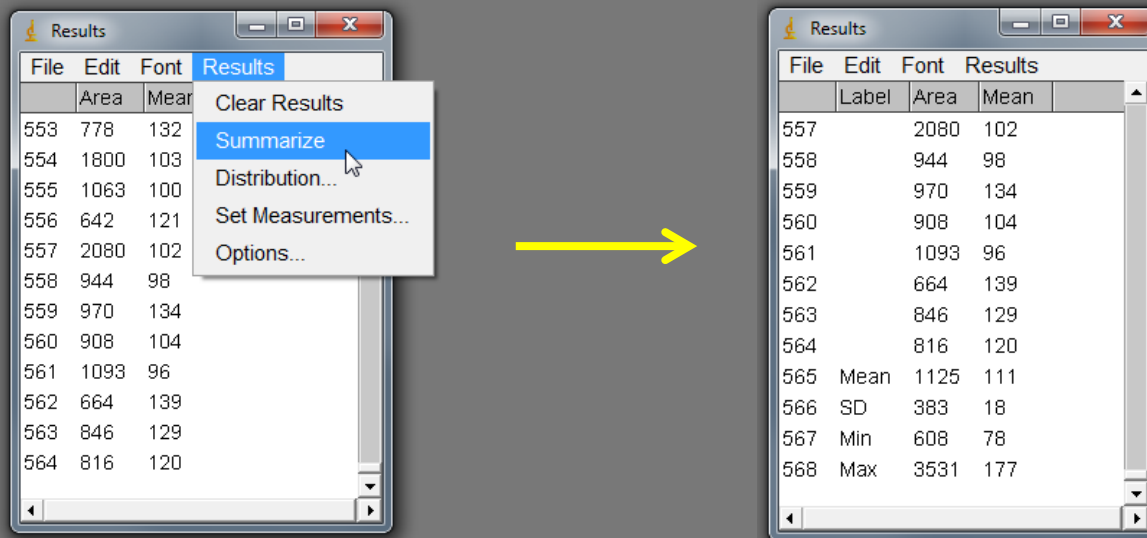 Results
File Edit Font Results
Area Mean
553 778 132
554 1800 103
555 1063 100
556 642 121
557 2080 102
558 944 98
559 970 134
560 908 104
561 1093 96
562 664 139
563 846 129
564 816 120
Clear Results
Summarize
Distribution...
Set Measurements...
Options...
Results
File Edit Font Results
Label Area Mean
557 2080 102
558 944 98
559 970 134
560 908 104
561 1093 96
562 664 139
563 846 129
564 816 120
565 Mean 1125 111
566 SD 383 18
567 Min 608 78
568 Max 3531 177